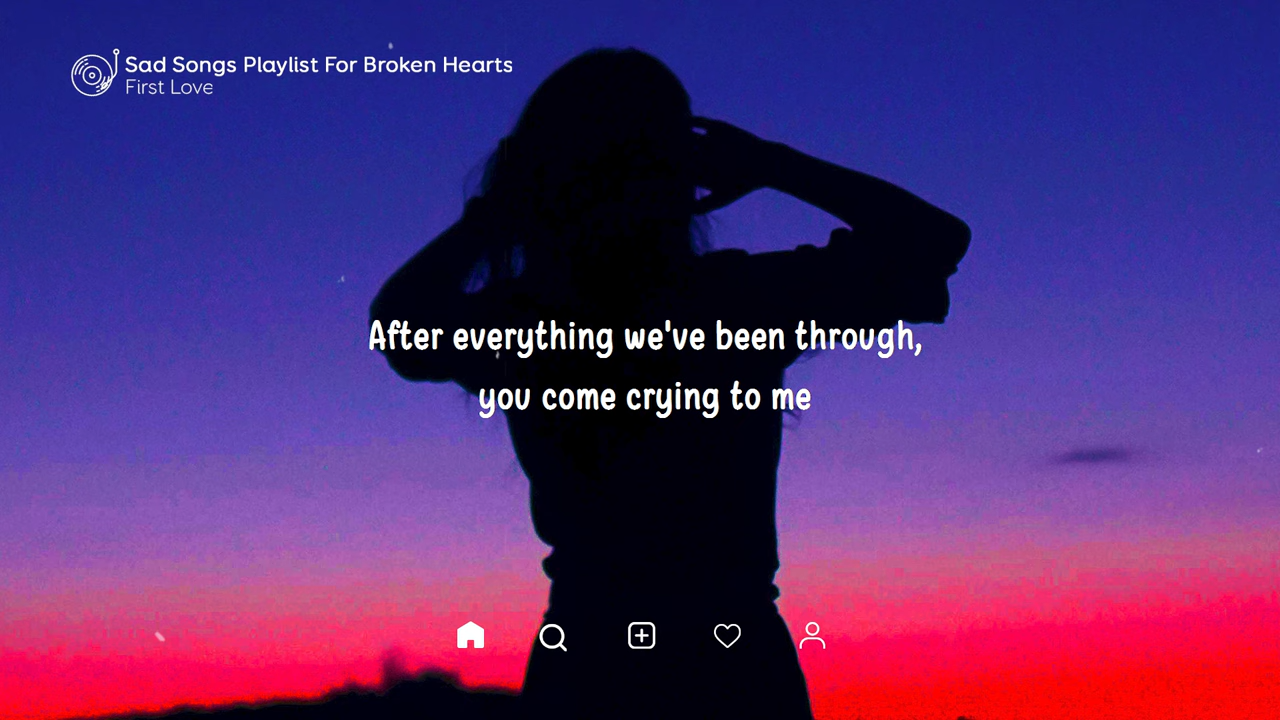 Sad Songs Playlist For Broken Hearts
First Love
After everything we've been through,
you come crying to me